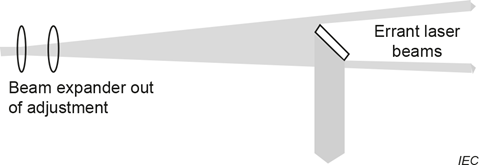 Errant laser
beams
Beam expander out
of adjustment
IEC